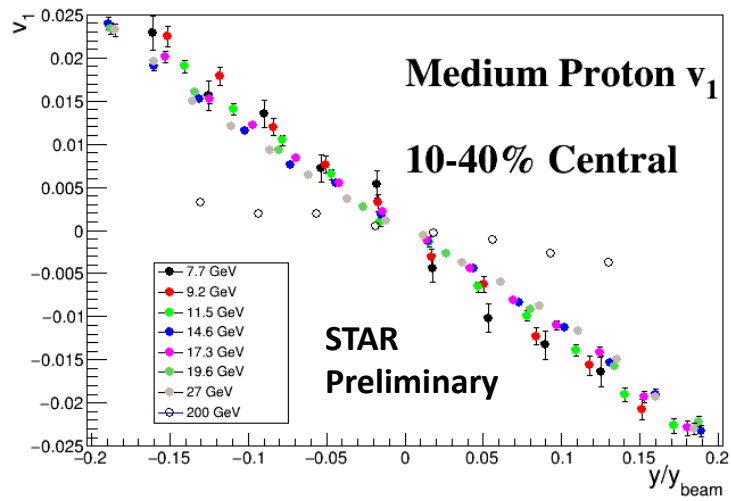 v1
0.025
0.02
0.015
0.01
0.005
0
−0.005
−0.01
−0.015
−0.02
−0.025
Medium Proton v1
10-40% Central
7.7 GeV
9.2 GeV
11.5 GeV
14.6 GeV
17.3 GeV
19.6 GeV
27 GeV
200 GeV
STAR
Preliminary
−0.2 −0.15 −0.1 −0.05 0 0.05 0.1 0.15 0.2
y/ybeam